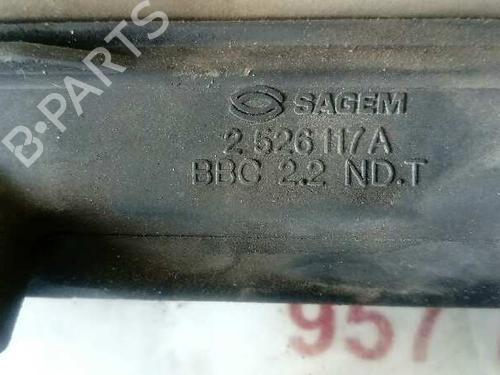 B-PARTS
SAGEM
2 526 117A
BBC 2.2 ND.T
957